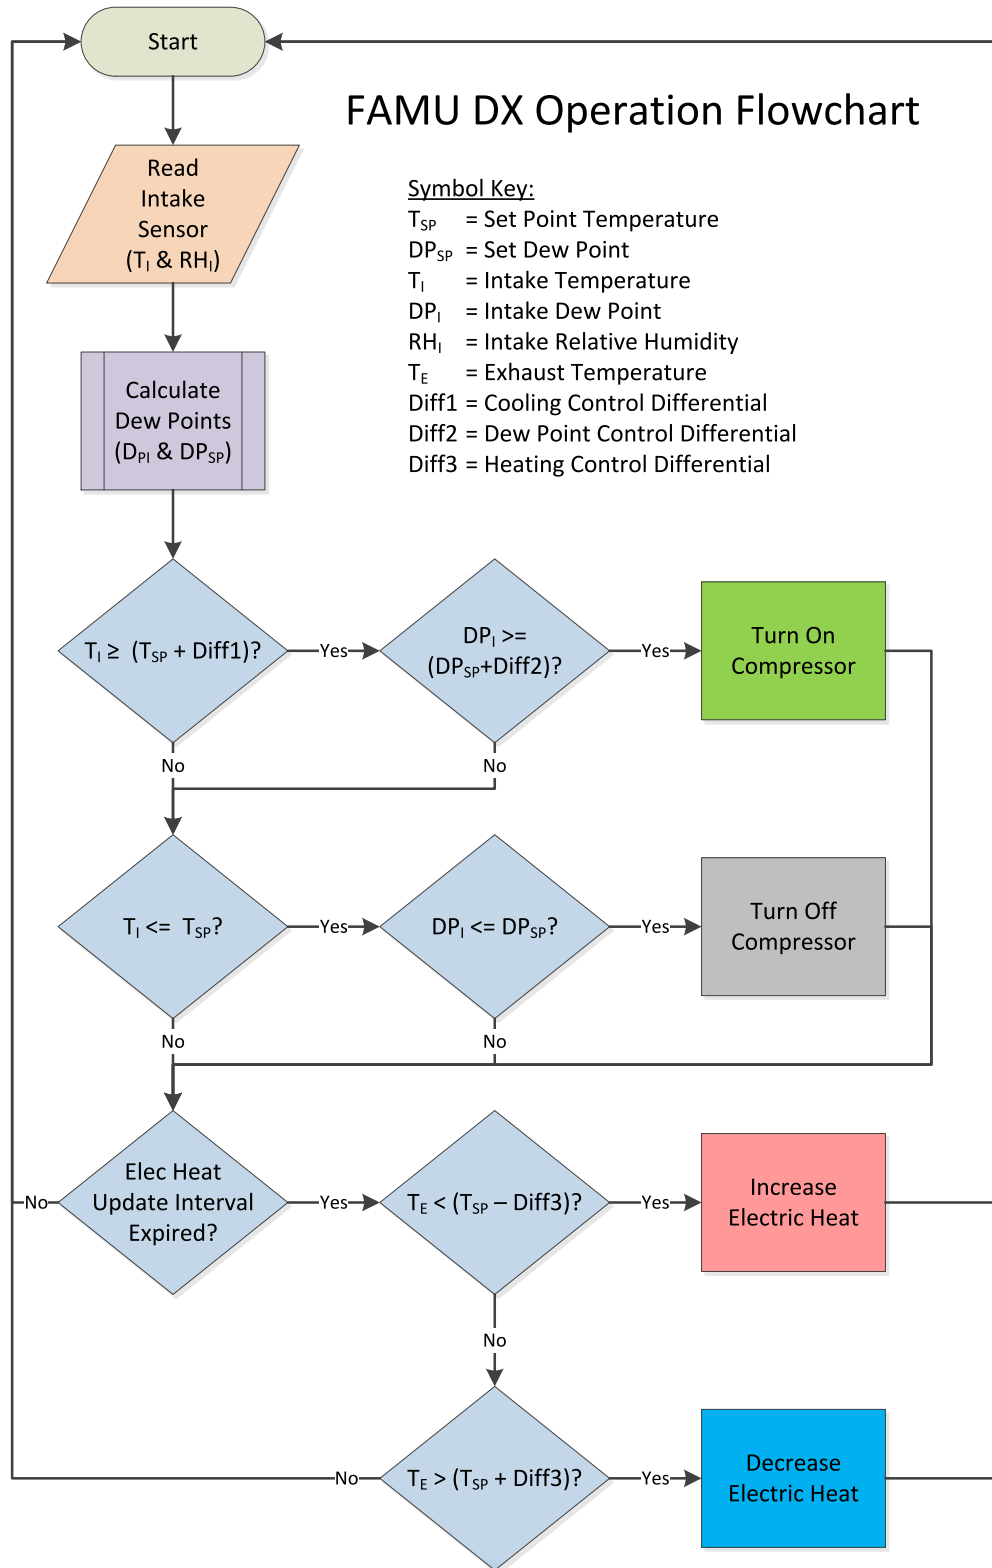 Start
FAMU DX Operation Flowchart
Read
Intake
Sensor
(TI & RHI)
Symbol Key:
TSP = Set Point Temperature
DPSP = Set Dew Point
TI = Intake Temperature
DPI = Intake Dew Point
RHI = Intake Relative Humidity
TE = Exhaust Temperature
Diff1 = Cooling Control Differential
Diff2 = Dew Point Control Differential
Diff3 = Heating Control Differential
Calculate
Dew Points
(DPI & DPSP)
TI ≥ (TSP + Diff1)?
Yes
DPI >=
(DPSP+Diff2)?
Yes
Turn On
Compressor
No
No
TI <= TSP?
Yes
DPI <= DPSP?
Yes
Turn Off
Compressor
No
No
Elec Heat
Update Interval
Expired?
No
Yes
TE < (TSP – Diff3)?
Yes
Increase
Electric Heat
No
No
TE > (TSP + Diff3)?
Yes
Decrease
Electric Heat